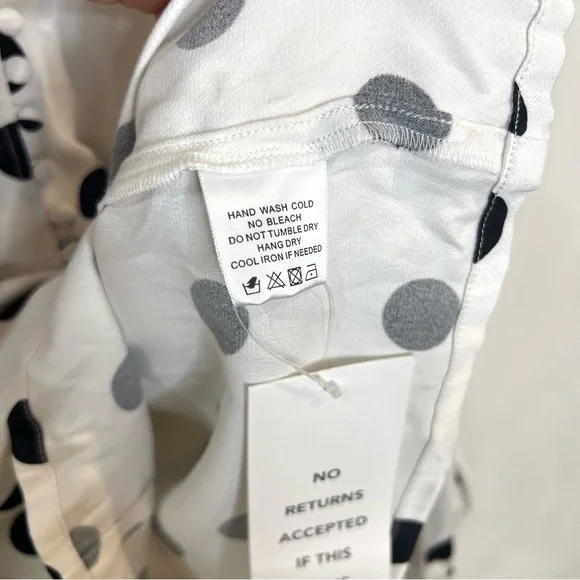 HAND WASH COLD
NO BLEACH
DO NOT TUMBLE DRY
HANG DRY
COOL IRON IF NEEDED
NO
RETURNS
ACCEPTED
IF THIS